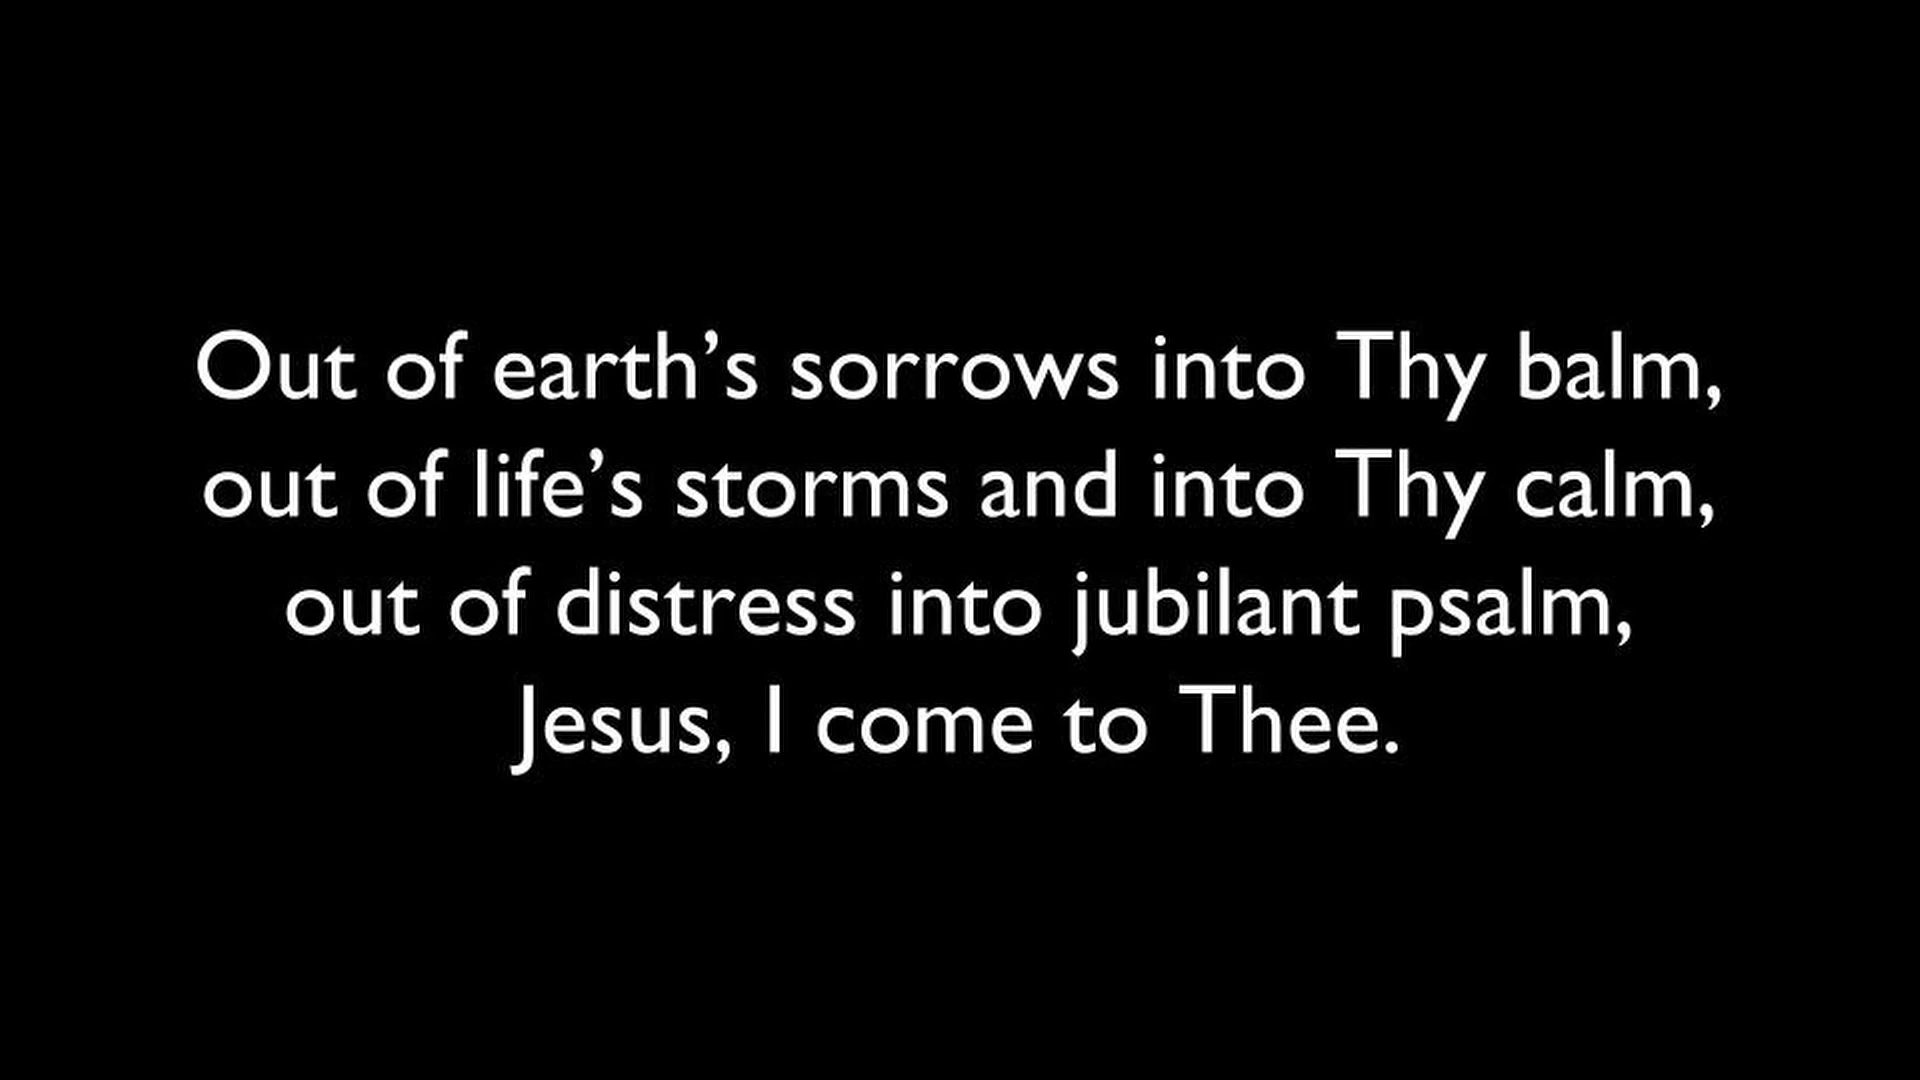 Out of earth’s sorrows into Thy balm,
out of life’s storms and into Thy calm,
out of distress into jubilant psalm,
Jesus, I come to Thee.